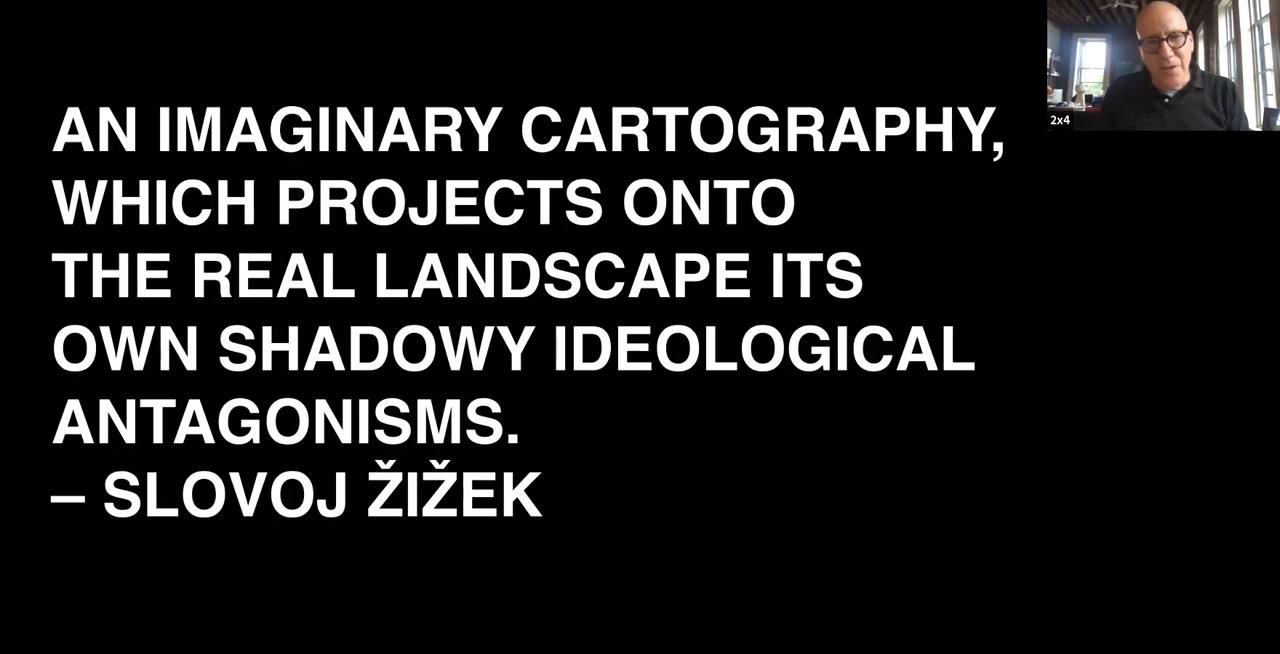 AN IMAGINARY CARTOGRAPHY,
WHICH PROJECTS ONTO
THE REAL LANDSCAPE ITS
OWN SHADOWY IDEOLOGICAL
ANTAGONISMS.
– SLOVOJ ŽIŽEK
2x4